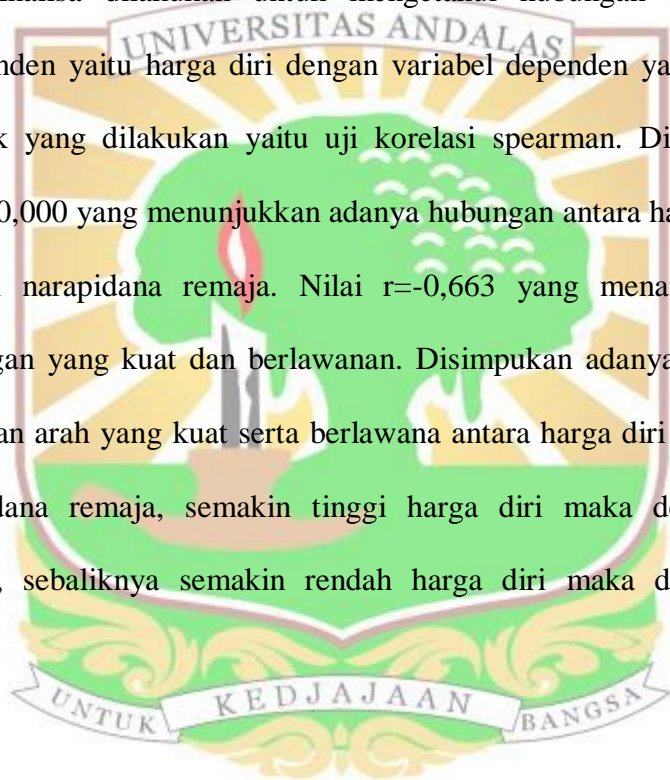 UNIVERSITAS ANDALAS
nden yaitu harga diri dengan variabel dependen ya
k yang dilakukan yaitu uji korelasi spearman. Di
0,000 yang menunjukkan adanya hubungan antara ha
narapidana remaja. Nilai r=-0,663 yang mena
gan yang kuat dan berlawanan. Disimpukan adanya
an arah yang kuat serta berlawana antara harga diri
dana remaja, semakin tinggi harga diri maka de
, sebaliknya semakin rendah harga diri maka d
UNTUK KEDJAJAAN BANGSA